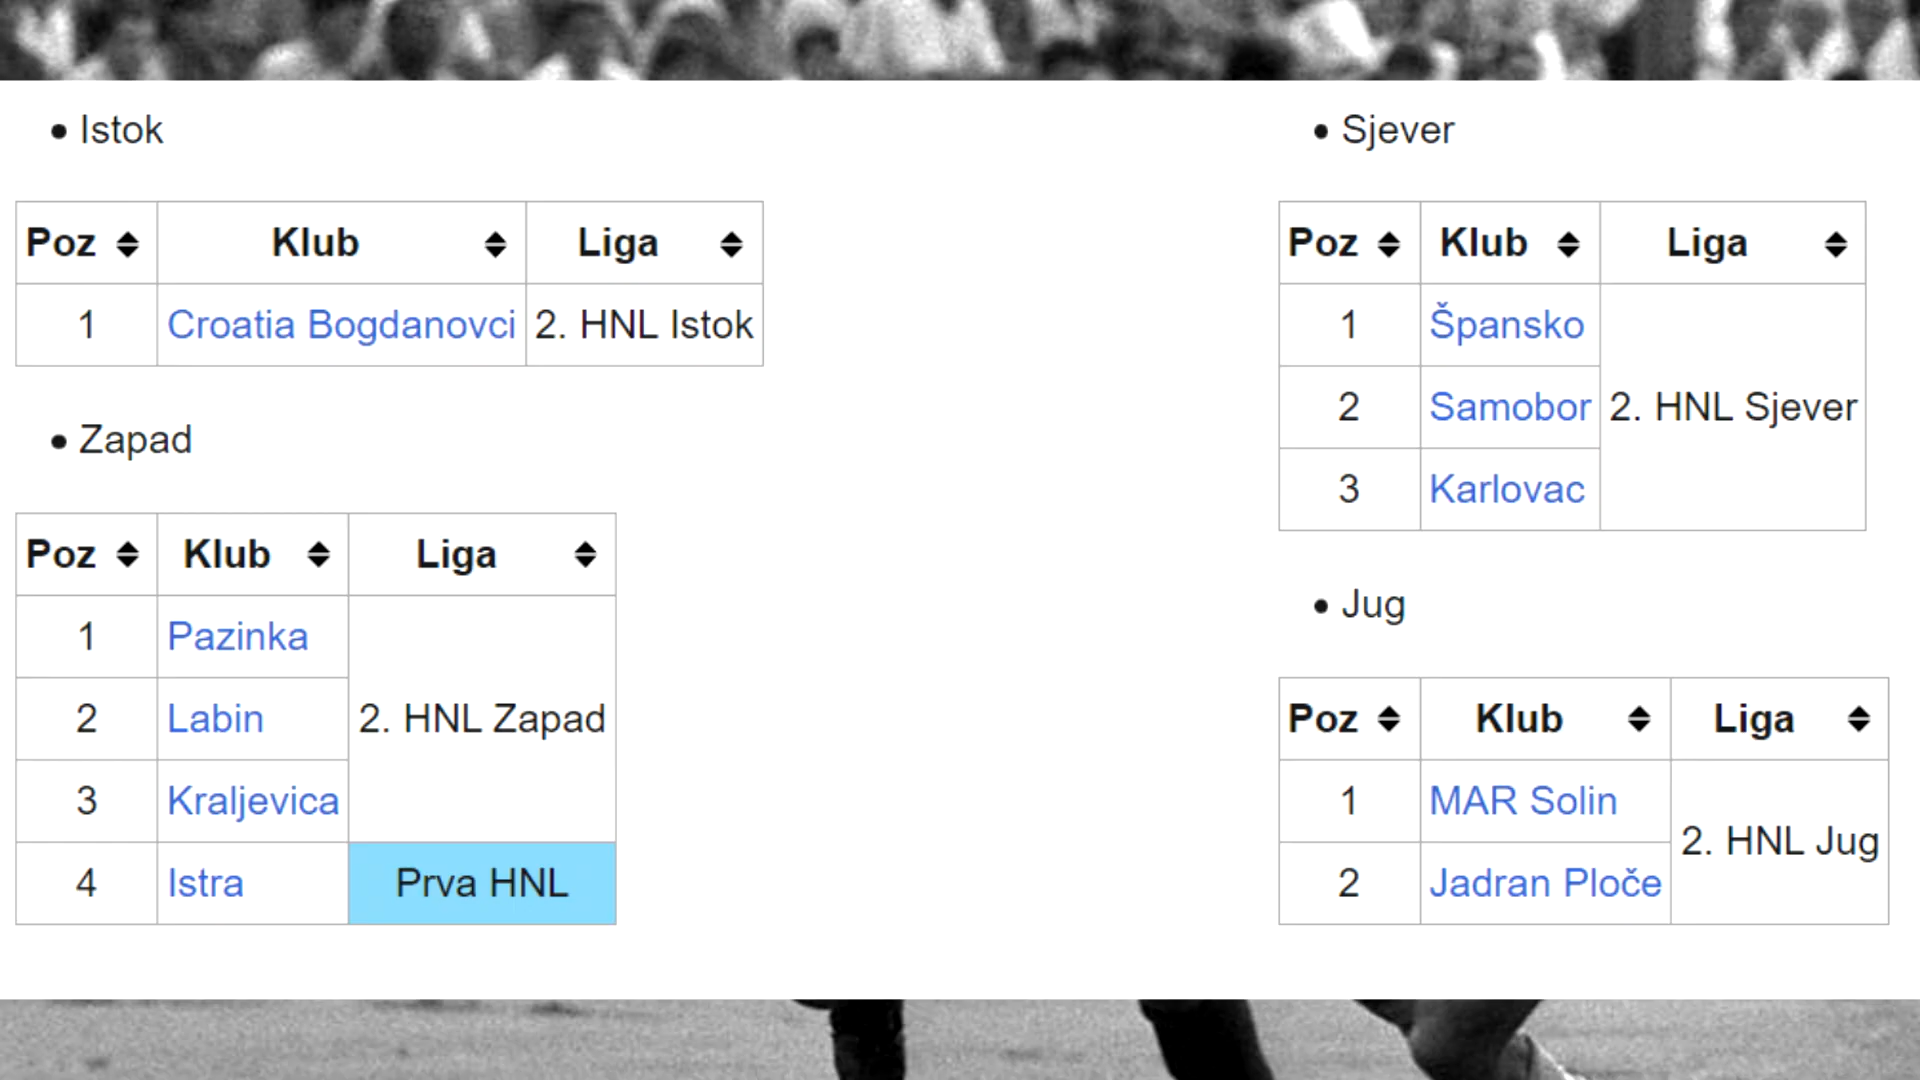 Istok
Poz Klub Liga
1 Croatia Bogdanovci 2. HNL Istok
Zapad
Poz Klub Liga
1 Pazinka
2 Labin 2. HNL Zapad
3 Kraljevica
4 Istra Prva HNL
Sjever
Poz Klub Liga
1 Špansko
2 Samobor 2. HNL Sjever
3 Karlovac
Jug
Poz Klub Liga
1 MAR Solin 2. HNL Jug
2 Jadran Ploče